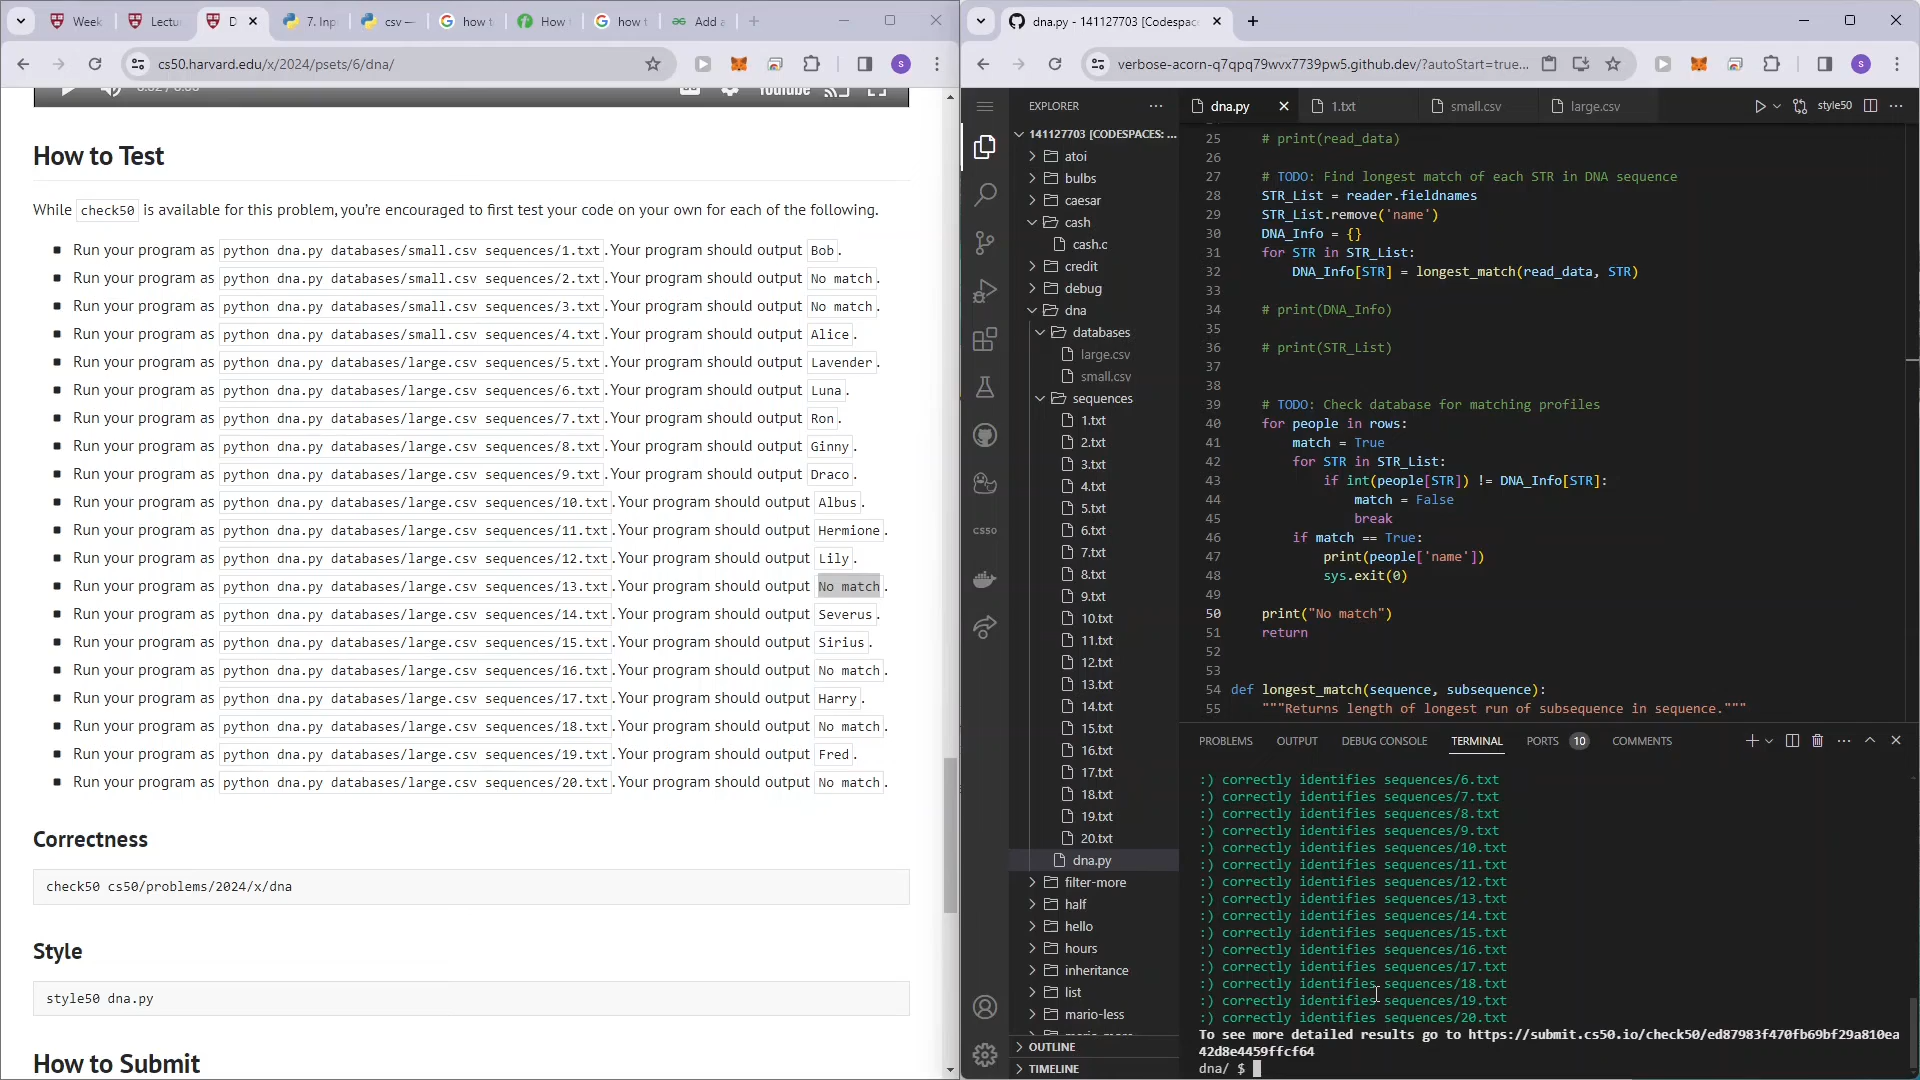 Week
Lectu
D
7. Inp
csv —
how t
How t
how t
Add a
cs50.harvard.edu/x/2024/psets/6/dna/
S
YouTube
How to Test
While check50 is available for this problem, you’re encouraged to first test your code on your own for each of the following.
Run your program as python dna.py databases/small.csv sequences/1.txt. Your program should output Bob.
Run your program as python dna.py databases/small.csv sequences/2.txt. Your program should output No match.
Run your program as python dna.py databases/small.csv sequences/3.txt. Your program should output No match.
Run your program as python dna.py databases/small.csv sequences/4.txt. Your program should output Alice.
Run your program as python dna.py databases/large.csv sequences/5.txt. Your program should output Lavender.
Run your program as python dna.py databases/large.csv sequences/6.txt. Your program should output Luna.
Run your program as python dna.py databases/large.csv sequences/7.txt. Your program should output Ron.
Run your program as python dna.py databases/large.csv sequences/8.txt. Your program should output Ginny.
Run your program as python dna.py databases/large.csv sequences/9.txt. Your program should output Draco.
Run your program as python dna.py databases/large.csv sequences/10.txt. Your program should output Albus.
Run your program as python dna.py databases/large.csv sequences/11.txt. Your program should output Hermione.
Run your program as python dna.py databases/large.csv sequences/12.txt. Your program should output Lily.
Run your program as python dna.py databases/large.csv sequences/13.txt. Your program should output No match.
Run your program as python dna.py databases/large.csv sequences/14.txt. Your program should output Severus.
Run your program as python dna.py databases/large.csv sequences/15.txt. Your program should output Sirius.
Run your program as python dna.py databases/large.csv sequences/16.txt. Your program should output No match.
Run your program as python dna.py databases/large.csv sequences/17.txt. Your program should output Harry.
Run your program as python dna.py databases/large.csv sequences/18.txt. Your program should output No match.
Run your program as python dna.py databases/large.csv sequences/19.txt. Your program should output Fred.
Run your program as python dna.py databases/large.csv sequences/20.txt. Your program should output No match.
Correctness
check50 cs50/problems/2024/x/dna
Style
style50 dna.py
How to Submit
dna.py - 141127703 [Codespac
verbose-acorn-q7qpq79wvx7739pw5.github.dev/?autoStart=true...
S
EXPLORER
141127703 [CODESPACES: ...
atoi
bulbs
caesar
cash
cash.c
credit
debug
dna
databases
large.csv
small.csv
sequences
1.txt
2.txt
3.txt
4.txt
5.txt
6.txt
7.txt
8.txt
9.txt
10.txt
11.txt
12.txt
13.txt
14.txt
15.txt
16.txt
17.txt
18.txt
19.txt
20.txt
dna.py
filter-more
half
hello
hours
inheritance
list
mario-less
OUTLINE
TIMELINE
CS50
dna.py
1.txt
small.csv
large.csv
style50
25 # print(read_data)
26
27 # TODO: Find longest match of each STR in DNA sequence
28 STR_List = reader.fieldnames
29 STR_List.remove('name')
30 DNA_Info = {}
31 for STR in STR_List:
32 DNA_Info[STR] = longest_match(read_data, STR)
33
34 # print(DNA_Info)
35
36 # print(STR_List)
37
38
39 # TODO: Check database for matching profiles
40 for people in rows:
41 match = True
42 for STR in STR_List:
43 if int(people[STR]) != DNA_Info[STR]:
44 match = False
45 break
46 if match == True:
47 print(people['name'])
48 sys.exit(0)
49
50 print("No match")
51 return
52
53
54 def longest_match(sequence, subsequence):
55 """Returns length of longest run of subsequence in sequence."""
PROBLEMS
OUTPUT
DEBUG CONSOLE
TERMINAL
PORTS 10
COMMENTS
:) correctly identifies sequences/6.txt
:) correctly identifies sequences/7.txt
:) correctly identifies sequences/8.txt
:) correctly identifies sequences/9.txt
:) correctly identifies sequences/10.txt
:) correctly identifies sequences/11.txt
:) correctly identifies sequences/12.txt
:) correctly identifies sequences/13.txt
:) correctly identifies sequences/14.txt
:) correctly identifies sequences/15.txt
:) correctly identifies sequences/16.txt
:) correctly identifies sequences/17.txt
:) correctly identifies sequences/18.txt
:) correctly identifies sequences/19.txt
:) correctly identifies sequences/20.txt
To see more detailed results go to https://submit.cs50.io/check50/ed87983f470fb69bf29a810ea
42d8e4459ffcf64
dna/ $